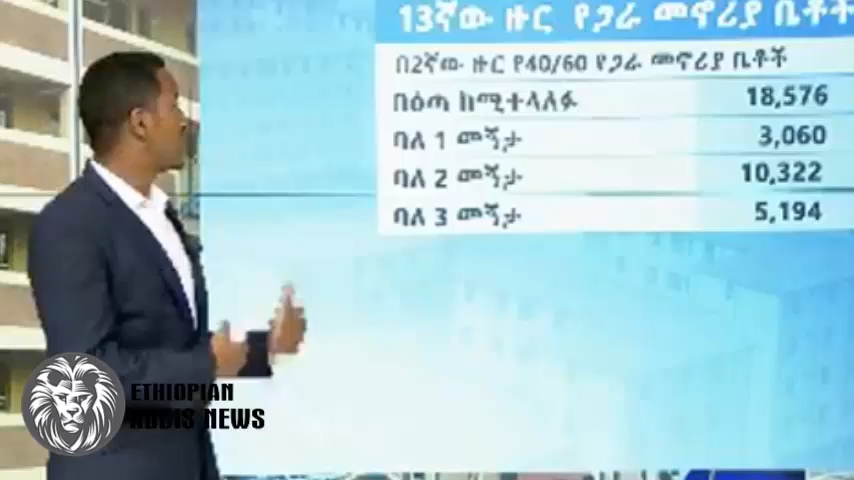 13ኛው ዙር የጋራ መኖሪያ ቤቶች
በ2ኛው ዙር የ40/60 የጋራ መኖሪያ ቤቶች
በዕጣ ከሚተላለፉ 18,576
ባለ 1 መኝታ 3,060
ባለ 2 መኝታ 10,322
ባለ 3 መኝታ 5,194
ETHIOPIAN
ADDIS NEWS